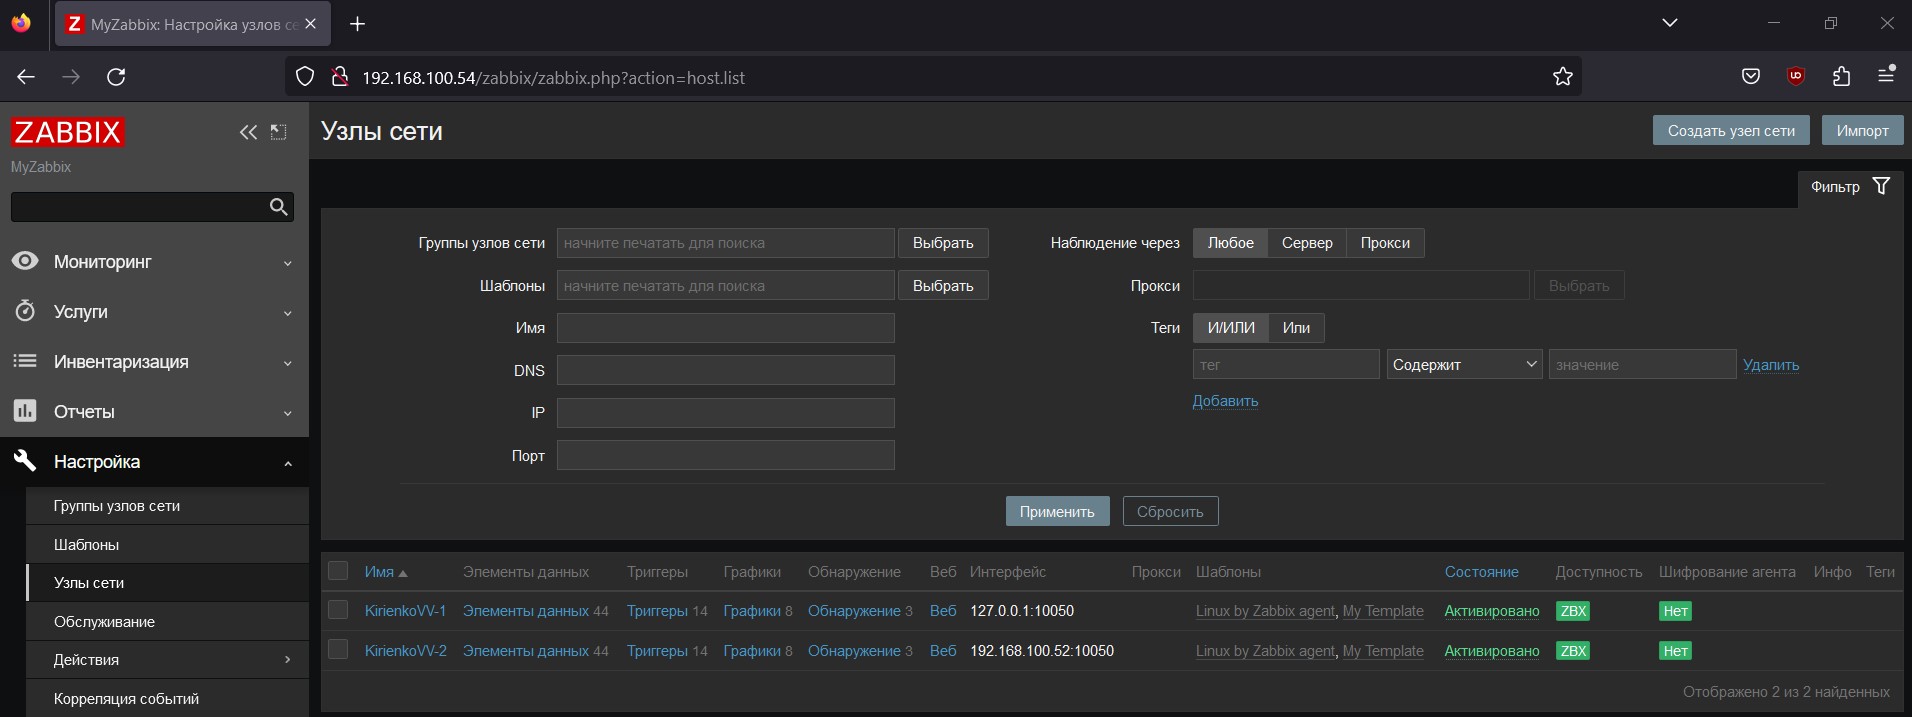 MyZabbix: Настройка узлов се
192.168.100.54/zabbix/zabbix.php?action=host.list
ZABBIX
MyZabbix
Мониторинг
Услуги
Инвентаризация
Отчеты
Настройка
Группы узлов сети
Шаблоны
Узлы сети
Обслуживание
Действия
Корреляция событий
Узлы сети
Создать узел сети Импорт
Фильтр
Группы узлов сети начните печатать для поиска Выбрать
Шаблоны начните печатать для поиска Выбрать
Имя
DNS
IP
Порт
Наблюдение через Любое Сервер Прокси
Прокси Выбрать
Теги И/ИЛИ Или
тег Содержит значение Удалить
Добавить
Применить Сбросить
Имя Элементы данных Триггеры Графики Обнаружение Веб Интерфейс Прокси Шаблоны Состояние Доступность Шифрование агента Инфо Теги
KirienkoVV-1 Элементы данных 44 Триггеры 14 Графики 8 Обнаружение 3 Веб 127.0.0.1:10050 Linux by Zabbix agent, My Template Активировано ZBX Нет
KirienkoVV-2 Элементы данных 44 Триггеры 14 Графики 8 Обнаружение 3 Веб 192.168.100.52:10050 Linux by Zabbix agent, My Template Активировано ZBX Нет
Отображено 2 из 2 найденных